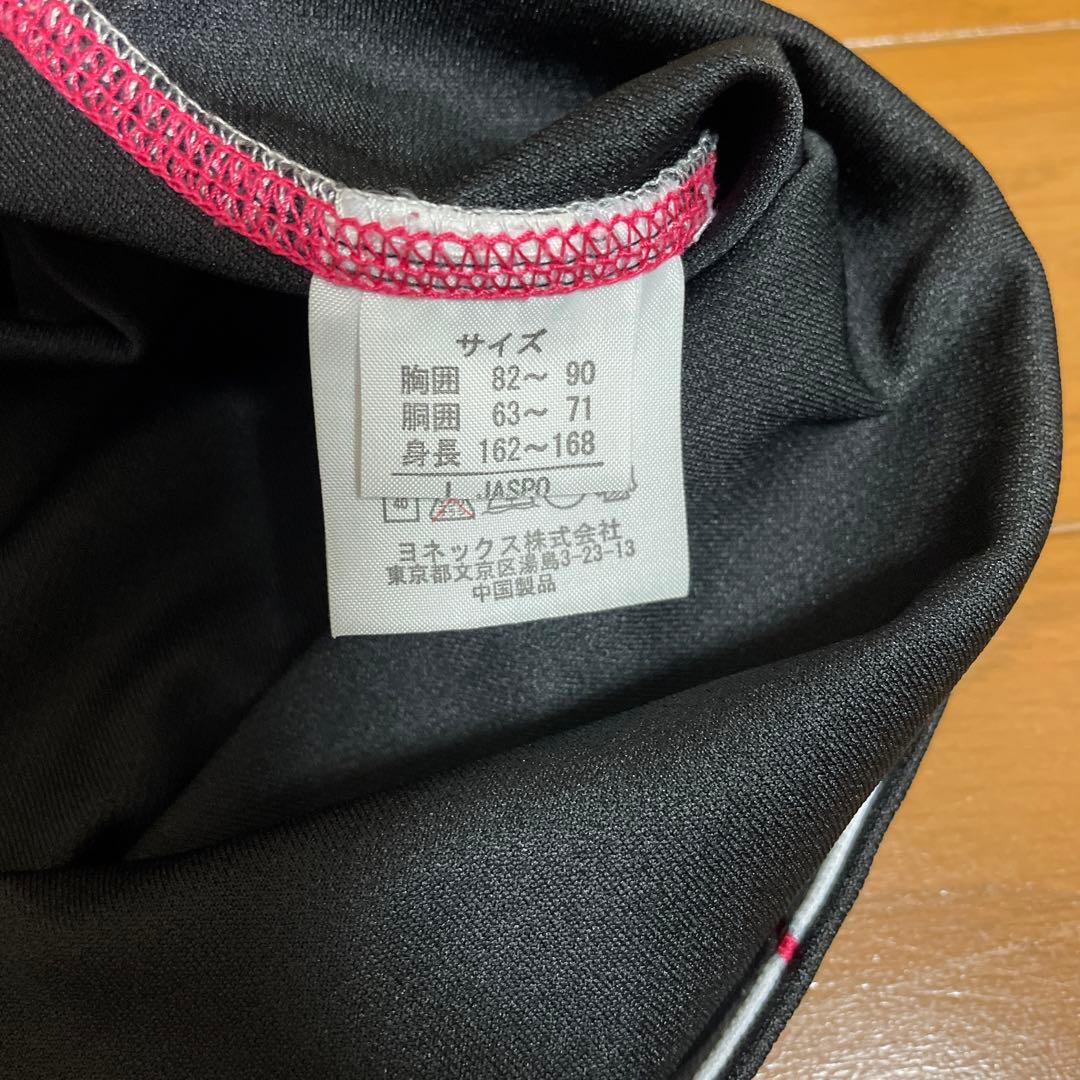 サイズ
胸囲 82～ 90
胴囲 63～ 71
身長 162～168
L JASPO
40
ヨネックス株式会社
東京都文京区湯島3-23-13
中国製品